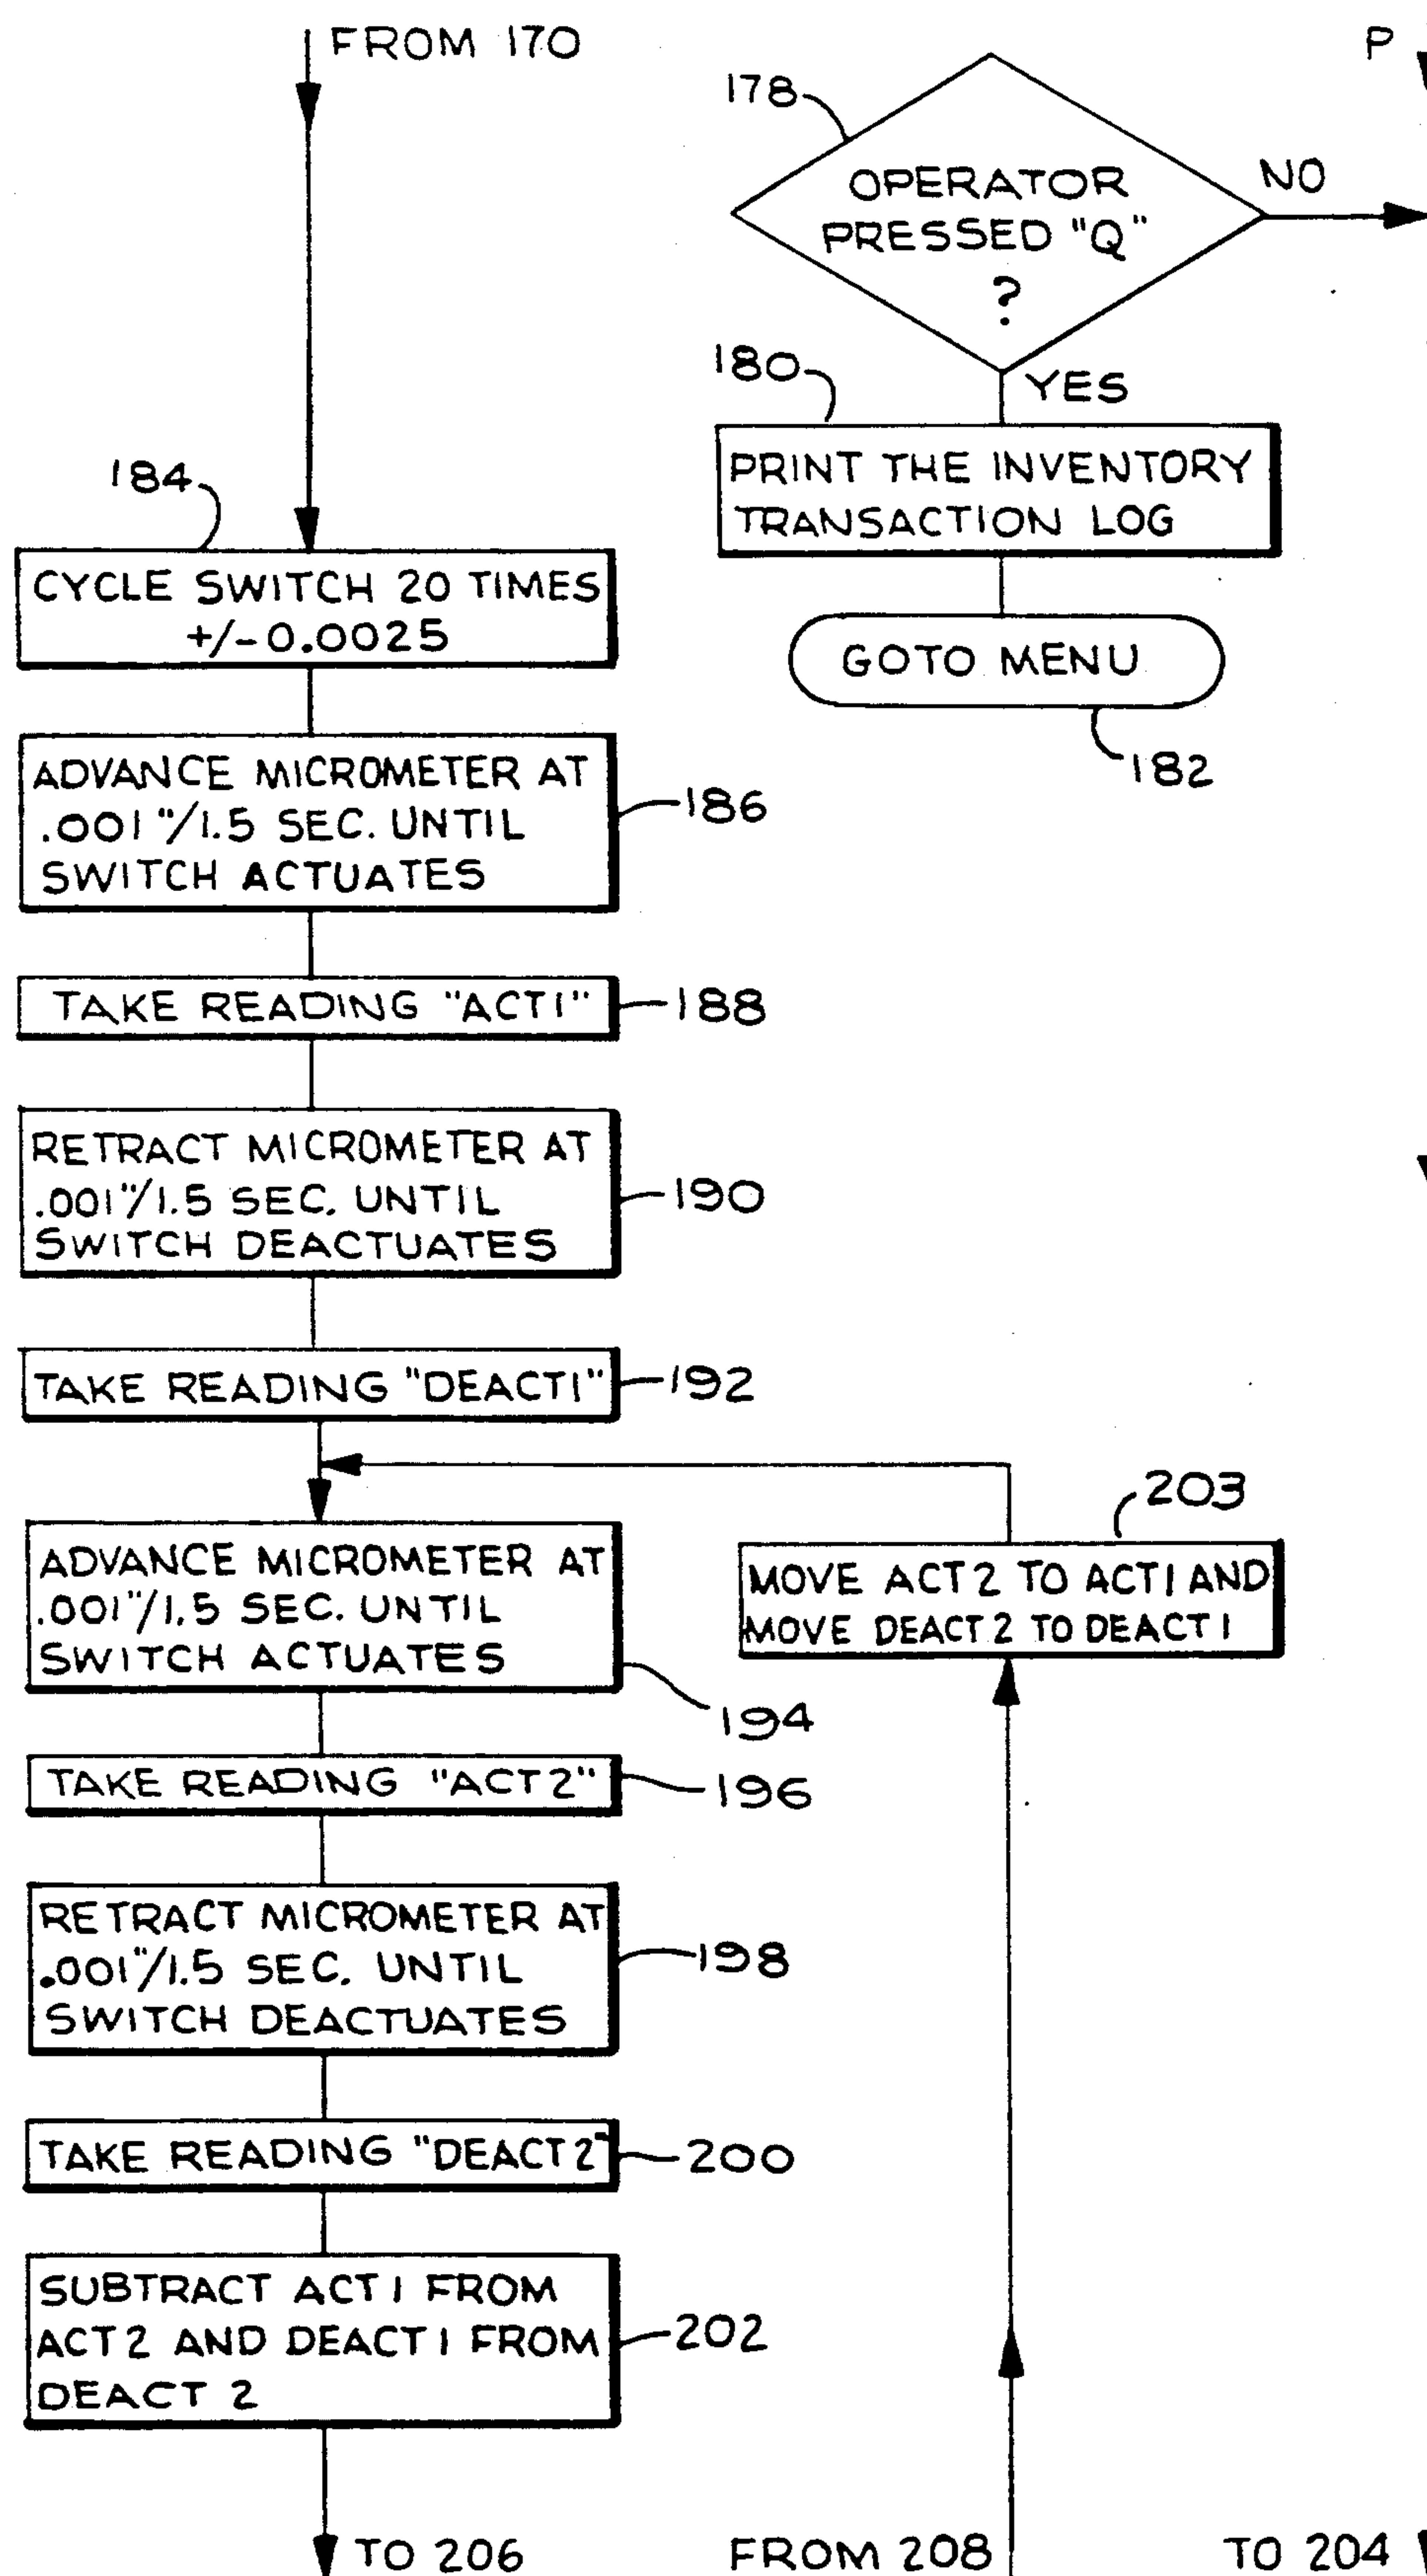 FROM 170
P
178
OPERATOR
PRESSED "Q"
?
NO
YES
180
PRINT THE INVENTORY
TRANSACTION LOG
GOTO MENU
182
184
CYCLE SWITCH 20 TIMES
+/-0.0025
ADVANCE MICROMETER AT
.001"/1.5 SEC. UNTIL
SWITCH ACTUATES
186
TAKE READING "ACT1"
188
RETRACT MICROMETER AT
.001"/1.5 SEC. UNTIL
SWITCH DEACTUATES
190
TAKE READING "DEACT1"
192
203
MOVE ACT2 TO ACT1 AND
MOVE DEACT2 TO DEACT1
ADVANCE MICROMETER AT
.001"/1.5 SEC. UNTIL
SWITCH ACTUATES
194
TAKE READING "ACT2"
196
RETRACT MICROMETER AT
.001"/1.5 SEC. UNTIL
SWITCH DEACTUATES
198
TAKE READING "DEACT2"
200
SUBTRACT ACT1 FROM
ACT2 AND DEACT1 FROM
DEACT 2
202
TO 206
FROM 208
TO 204